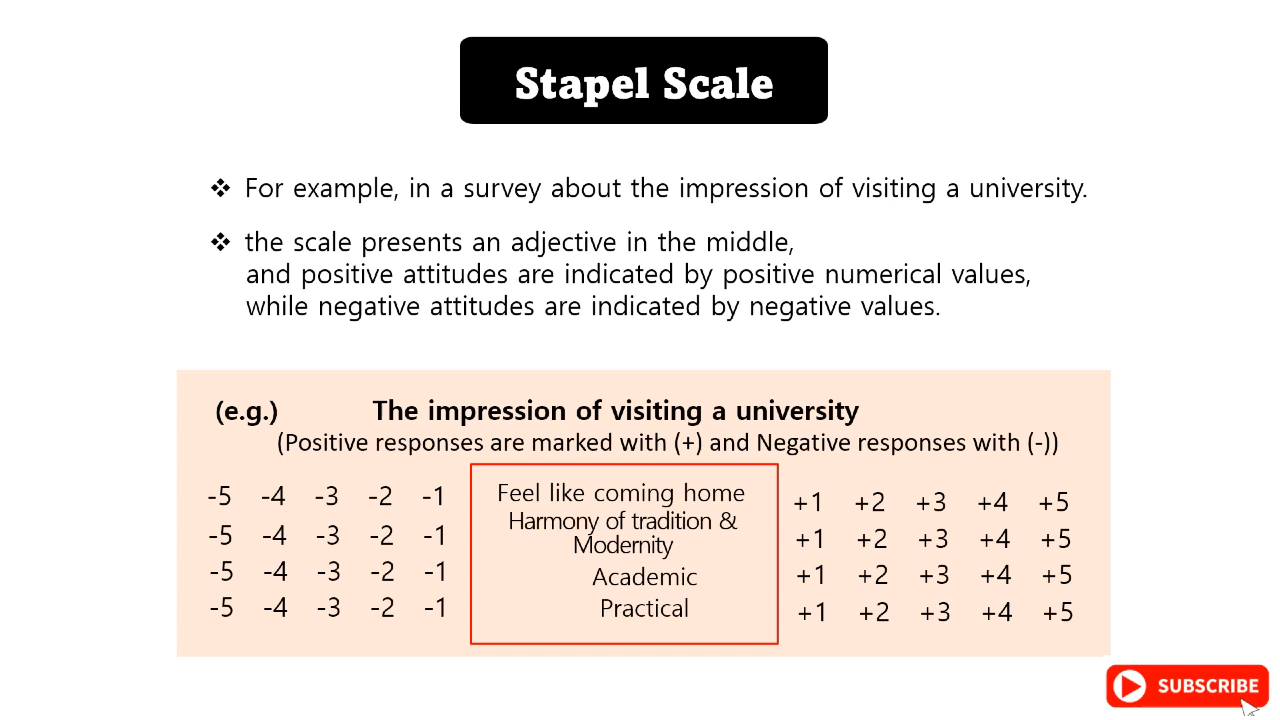 Stapel Scale
❖ For example, in a survey about the impression of visiting a university.
❖ the scale presents an adjective in the middle,
and positive attitudes are indicated by positive numerical values,
while negative attitudes are indicated by negative values.
(e.g.) The impression of visiting a university
(Positive responses are marked with (+) and Negative responses with (-))
-5 -4 -3 -2 -1 Feel like coming home +1 +2 +3 +4 +5
-5 -4 -3 -2 -1 Harmony of tradition & +1 +2 +3 +4 +5
Modernity
-5 -4 -3 -2 -1 Academic +1 +2 +3 +4 +5
-5 -4 -3 -2 -1 Practical +1 +2 +3 +4 +5
SUBSCRIBE